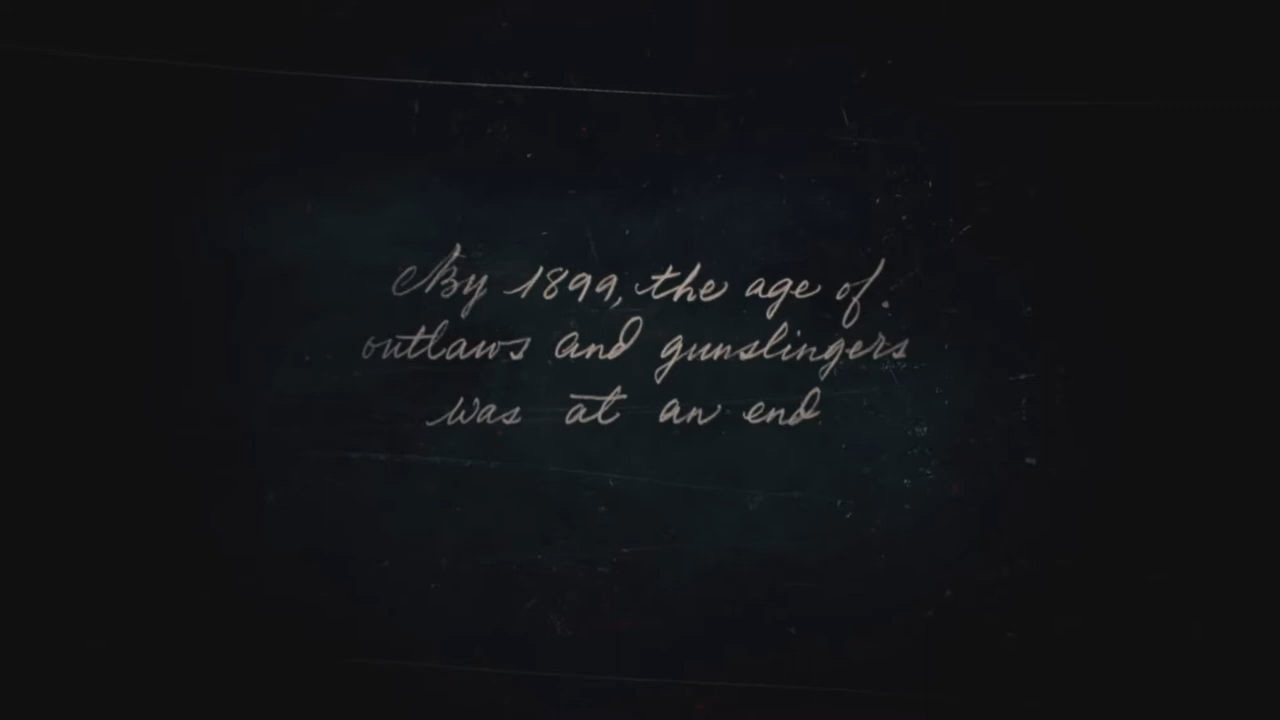 By 1899, the age of
outlaws and gunslingers
was at an end